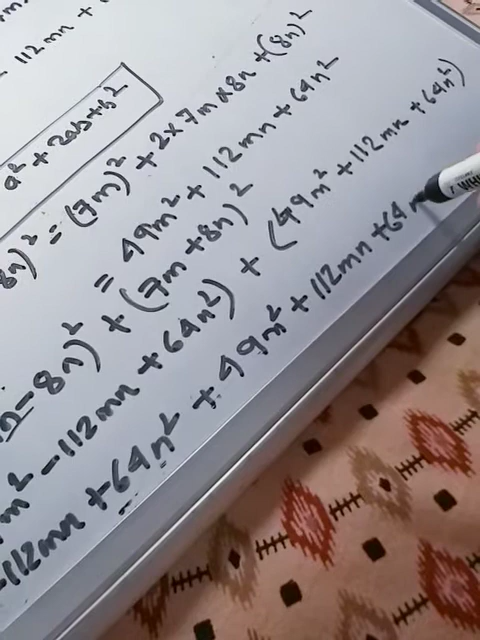 - 112mn +
a² + 2ab + b²
8n)² = (7m)² + 2×7m×8n + (8n)²
= 49m² + 112mn + 64n²
- 8n)² + (7m + 8n)²
m² - 112mn + 64n²) + (49m² + 112mn + 64n²)
- 112mn + 64n² + 49m² + 112mn + 64